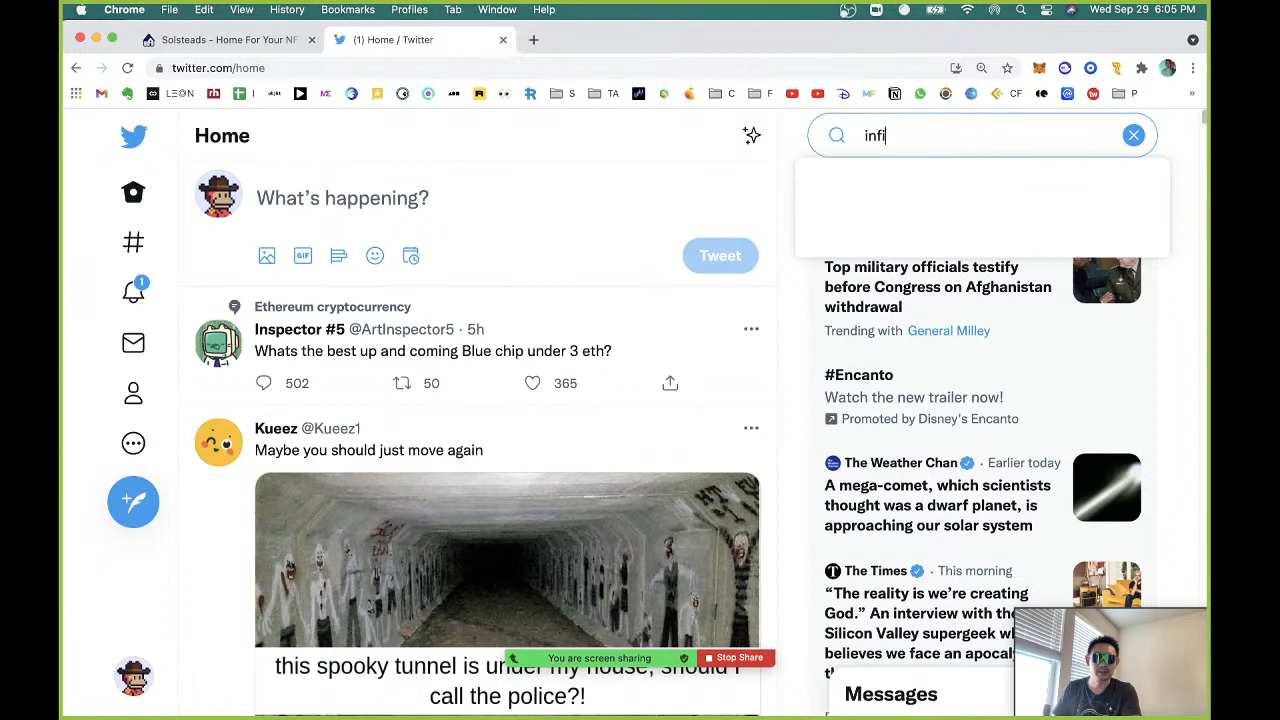 Chrome File Edit View History Bookmarks Profiles Tab Window Help Wed Sep 29 6:05 PM
Solsteads - Home For Your NF
(1) Home / Twitter
twitter.com/home
LEON I S TA C F CF P »
Home
infi
What's happening?
GIF
Tweet
1
Ethereum cryptocurrency
Inspector #5 @ArtInspector5 · 5h
Whats the best up and coming Blue chip under 3 eth?
502 50 365
Kueez @Kueez1
Maybe you should just move again
this spooky tunnel is under my house, should I
call the police?!
You are screen sharing Stop Share
Top military officials testify
before Congress on Afghanistan
withdrawal
Trending with General Milley
#Encanto
Watch the new trailer now!
Promoted by Disney's Encanto
The Weather Chan · Earlier today
A mega-comet, which scientists
thought was a dwarf planet, is
approaching our solar system
The Times · This morning
"The reality is we're creating
God." An interview with the
Silicon Valley supergeek w
believes we face an apocal
Messages